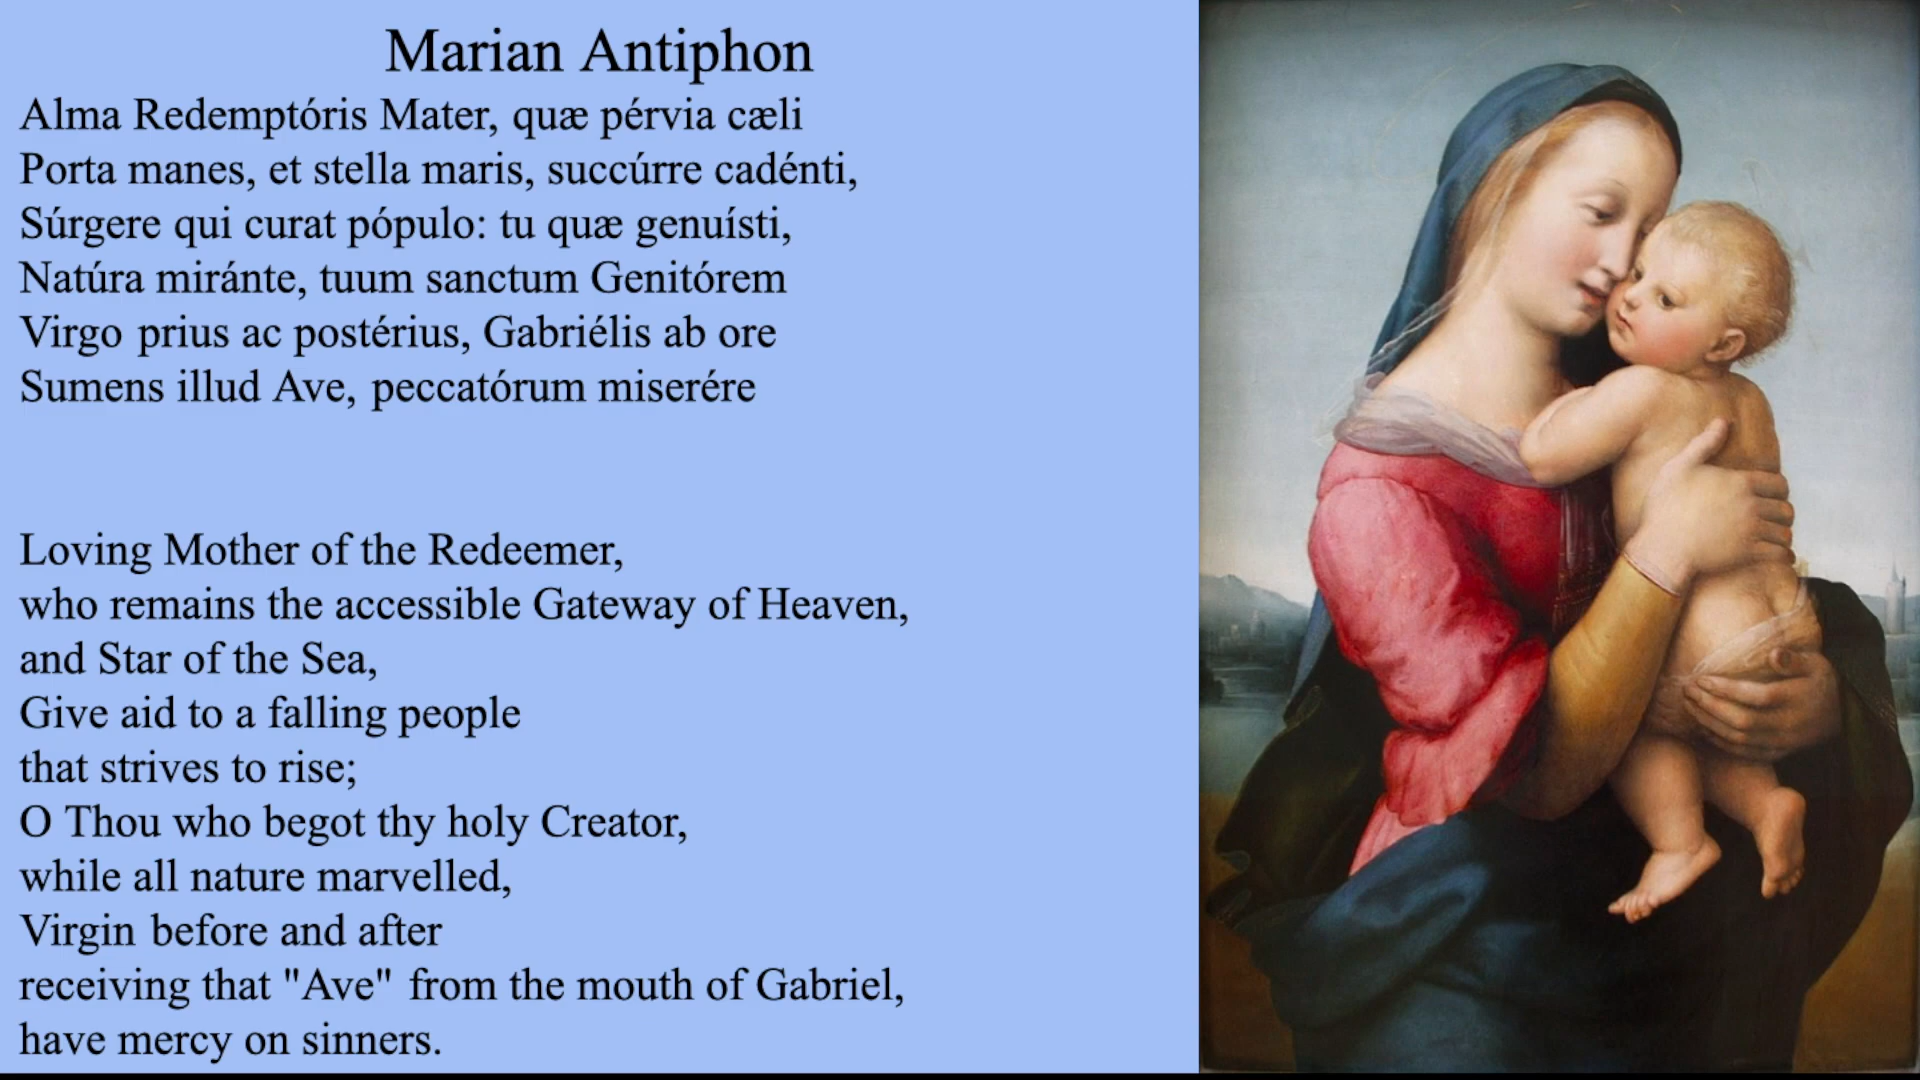 Marian Antiphon
Alma Redemptóris Mater, quæ pérvia cæli
Porta manes, et stella maris, succúrre cadénti,
Súrgere qui curat pópulo: tu quæ genuísti,
Natúra miránte, tuum sanctum Genitórem
Virgo prius ac postérius, Gabriélis ab ore
Sumens illud Ave, peccatórum miserére
Loving Mother of the Redeemer,
who remains the accessible Gateway of Heaven,
and Star of the Sea,
Give aid to a falling people
that strives to rise;
O Thou who begot thy holy Creator,
while all nature marvelled,
Virgin before and after
receiving that "Ave" from the mouth of Gabriel,
have mercy on sinners.